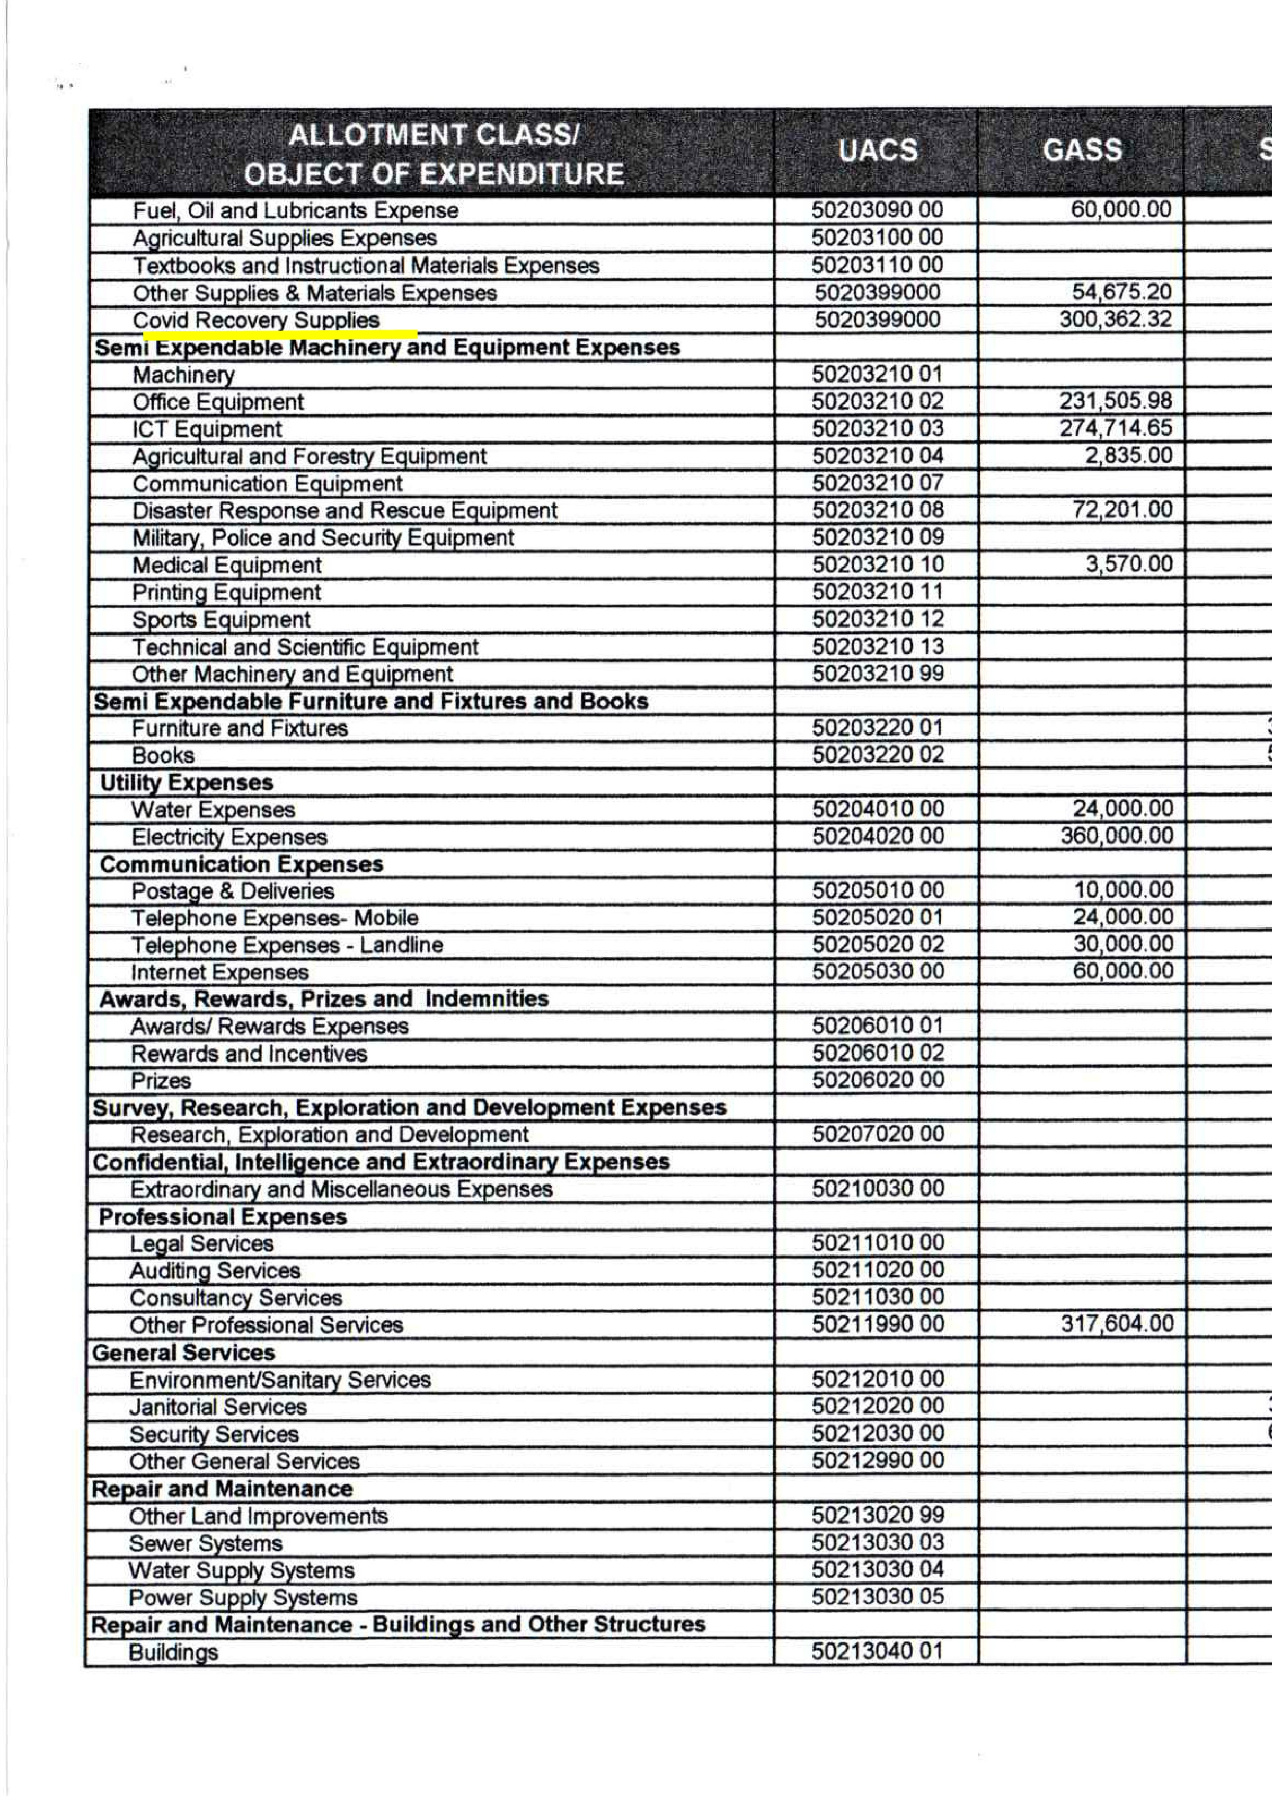 ALLOTMENT CLASS/
OBJECT OF EXPENDITURE UACS GASS S
Fuel, Oil and Lubricants Expense 50203090 00 60,000.00
Agricultural Supplies Expenses 50203100 00
Textbooks and Instructional Materials Expenses 50203110 00
Other Supplies & Materials Expenses 5020399000 54,675.20
Covid Recovery Supplies 5020399000 300,362.32
Semi Expendable Machinery and Equipment Expenses
Machinery 50203210 01
Office Equipment 50203210 02 231,505.98
ICT Equipment 50203210 03 274,714.65
Agricultural and Forestry Equipment 50203210 04 2,835.00
Communication Equipment 50203210 07
Disaster Response and Rescue Equipment 50203210 08 72,201.00
Military, Police and Security Equipment 50203210 09
Medical Equipment 50203210 10 3,570.00
Printing Equipment 50203210 11
Sports Equipment 50203210 12
Technical and Scientific Equipment 50203210 13
Other Machinery and Equipment 50203210 99
Semi Expendable Furniture and Fixtures and Books
Furniture and Fixtures 50203220 01
Books 50203220 02
Utility Expenses
Water Expenses 50204010 00 24,000.00
Electricity Expenses 50204020 00 360,000.00
Communication Expenses
Postage & Deliveries 50205010 00 10,000.00
Telephone Expenses- Mobile 50205020 01 24,000.00
Telephone Expenses - Landline 50205020 02 30,000.00
Internet Expenses 50205030 00 60,000.00
Awards, Rewards, Prizes and Indemnities
Awards/ Rewards Expenses 50206010 01
Rewards and Incentives 50206010 02
Prizes 50206020 00
Survey, Research, Exploration and Development Expenses
Research, Exploration and Development 50207020 00
Confidential, Intelligence and Extraordinary Expenses
Extraordinary and Miscellaneous Expenses 50210030 00
Professional Expenses
Legal Services 50211010 00
Auditing Services 50211020 00
Consultancy Services 50211030 00
Other Professional Services 50211990 00 317,604.00
General Services
Environment/Sanitary Services 50212010 00
Janitorial Services 50212020 00
Security Services 50212030 00
Other General Services 50212990 00
Repair and Maintenance
Other Land Improvements 50213020 99
Sewer Systems 50213030 03
Water Supply Systems 50213030 04
Power Supply Systems 50213030 05
Repair and Maintenance - Buildings and Other Structures
Buildings 50213040 01